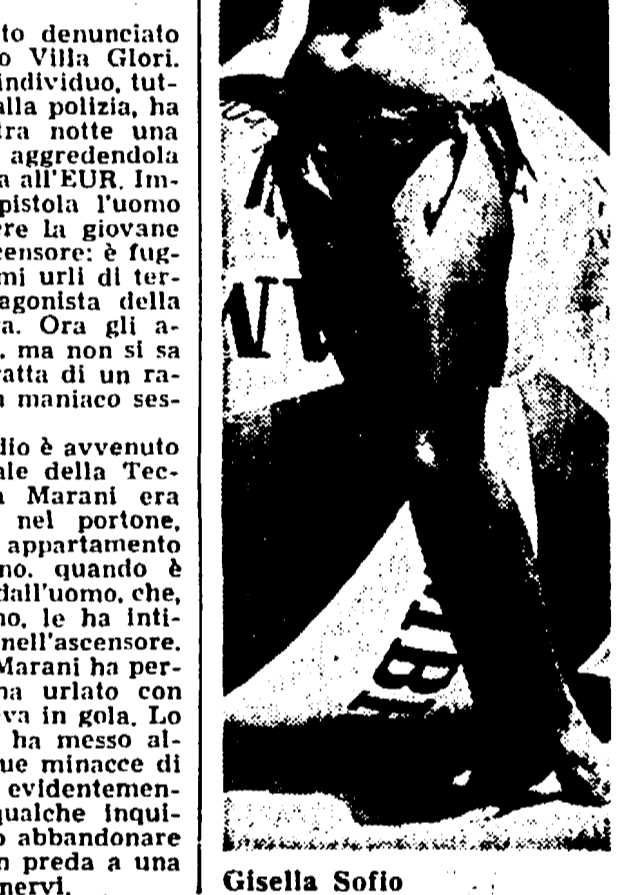 to denunciato
o Villa Glori.
individuo, tut-
alla polizia, ha
tra notte una
aggredendola
a all'EUR. Im-
pistola l'uomo
re la giovane
censore: è fug-
mi urli di ter-
agonista della
a. Ora gli a-
, ma non si sa
ratta di un ra-
n maniaco ses-
dio è avvenuto
ale della Tec-
a Marani era
nel portone,
appartamento
no, quando è
dall'uomo, che,
no, le ha inti-
nell'ascensore.
Marani ha per-
ha urlato con
va in gola. Lo
ha messo al-
ue minacce di
evidentemen-
qualche inqui-
o abbandonare
n preda a una
nervi.
Gisella Sofio